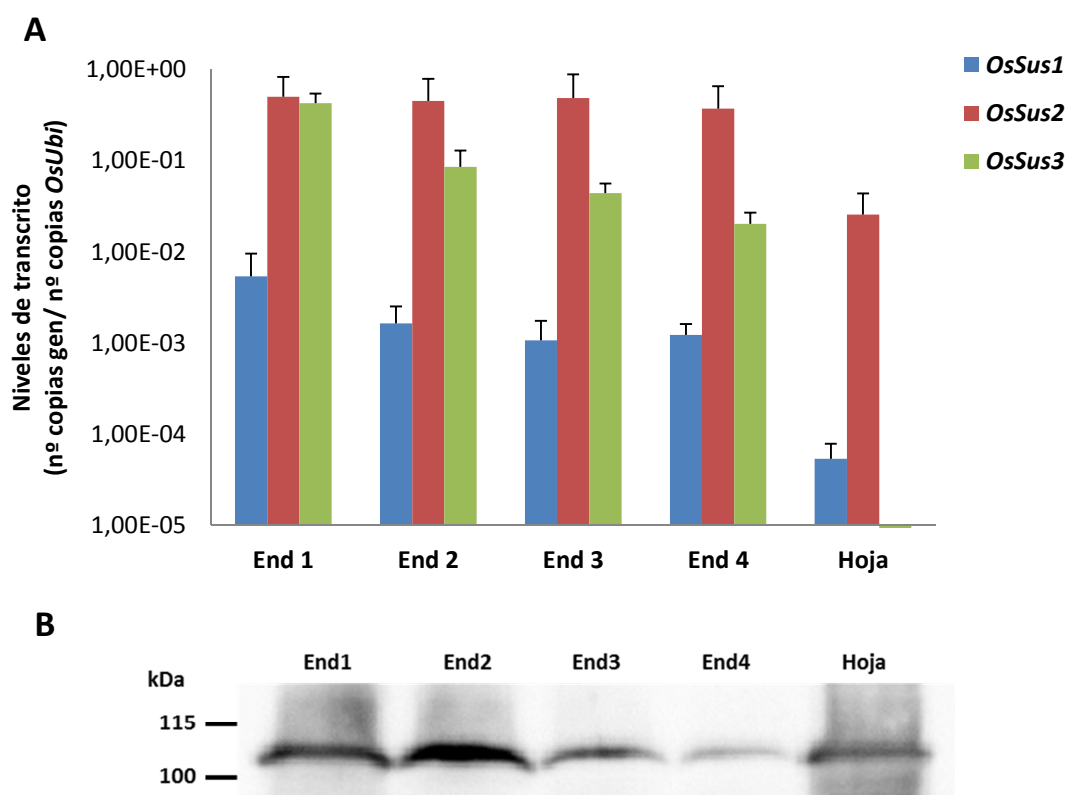 A
1,00E+00
1,00E-01
1,00E-02
1,00E-03
1,00E-04
1,00E-05
Niveles de transcrito
(nº copias gen/ nº copias OsUbi)
OsSus1
OsSus2
OsSus3
End 1
End 2
End 3
End 4
Hoja
B
kDa
End1
End2
End3
End4
Hoja
115
100